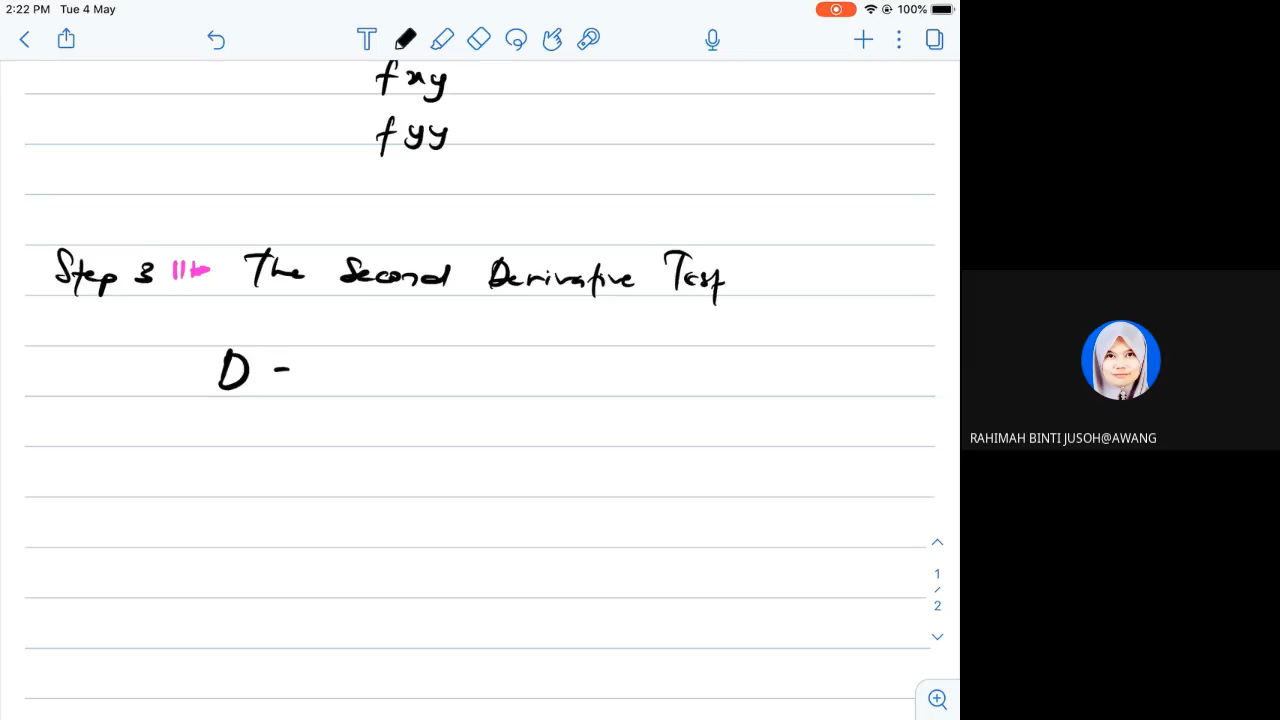 2:22 PM Tue 4 May
100%
fxy
fyy
Step 3 The Second Derivative Test
D -
1
/
2
RAHIMAH BINTI JUSOH@AWANG